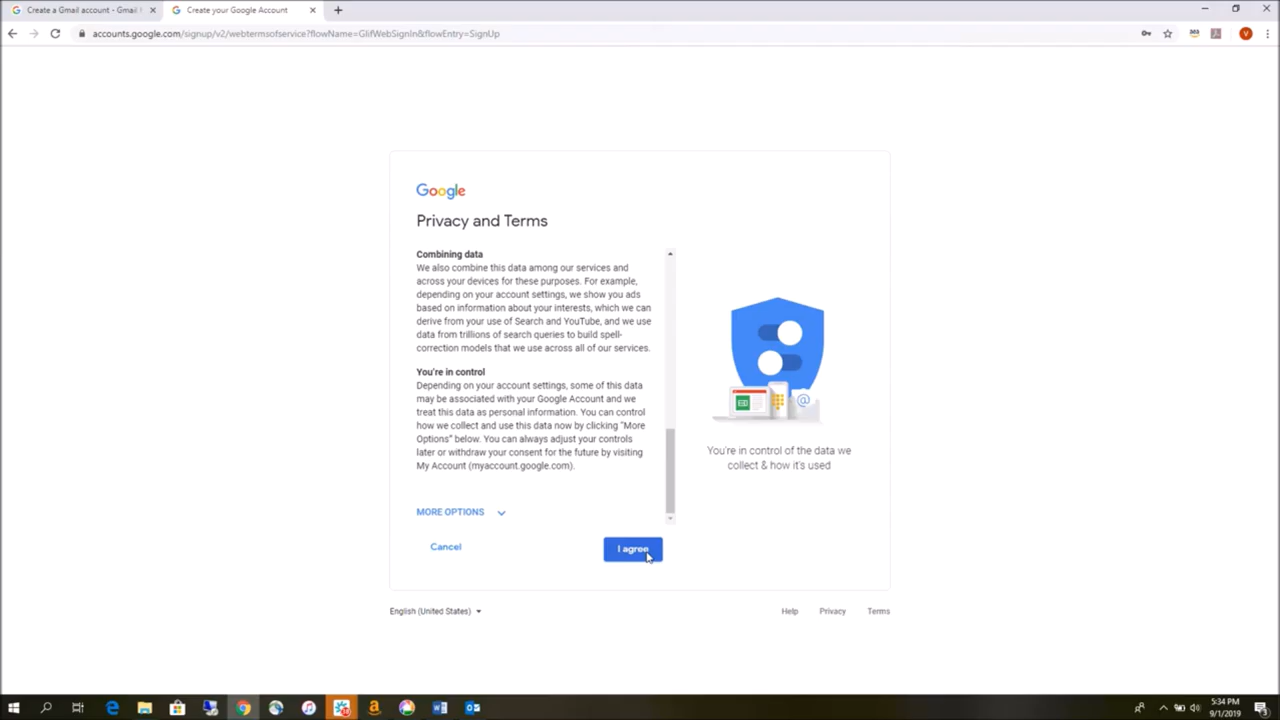 Create a Gmail account - Gmail
Create your Google Account
accounts.google.com/signup/v2/webtermsofservice?flowName=GlifWebSignIn&flowEntry=SignUp
V
Google
Privacy and Terms
Combining data
We also combine this data among our services and
across your devices for these purposes. For example,
depending on your account settings, we show you ads
based on information about your interests, which we can
derive from your use of Search and YouTube, and we use
data from trillions of search queries to build spell-
correction models that we use across all of our services.
You're in control
Depending on your account settings, some of this data
may be associated with your Google Account and we
treat this data as personal information. You can control
how we collect and use this data now by clicking "More
Options" below. You can always adjust your controls
later or withdraw your consent for the future by visiting
My Account (myaccount.google.com).
MORE OPTIONS
Cancel
I agree
You're in control of the data we
collect & how it's used
English (United States)
Help
Privacy
Terms
5:34 PM
9/1/2019